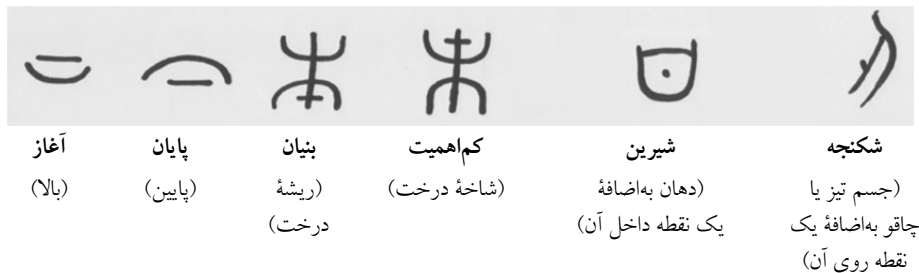 شکنجه
(جسم تیز یا
چاقو به‌اضافهٔ یک
نقطه روی آن)
شیرین
(دهان به‌اضافهٔ
یک نقطه داخل آن)
کم‌اهمیت
(شاخهٔ درخت)
بنیان
(ریشهٔ
درخت)
پایان
(پایین)
آغاز
(بالا)